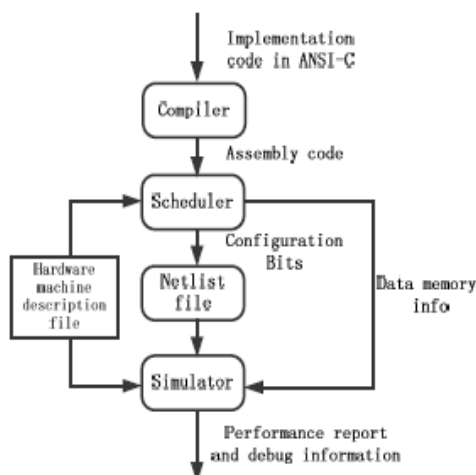 Implementation
code in ANSI-C
Compiler
Assembly code
Scheduler
Configuration
Bits
Hardware
machine
description
file
Netlist
file
Data memory
info
Simulator
Performance report
and debug information